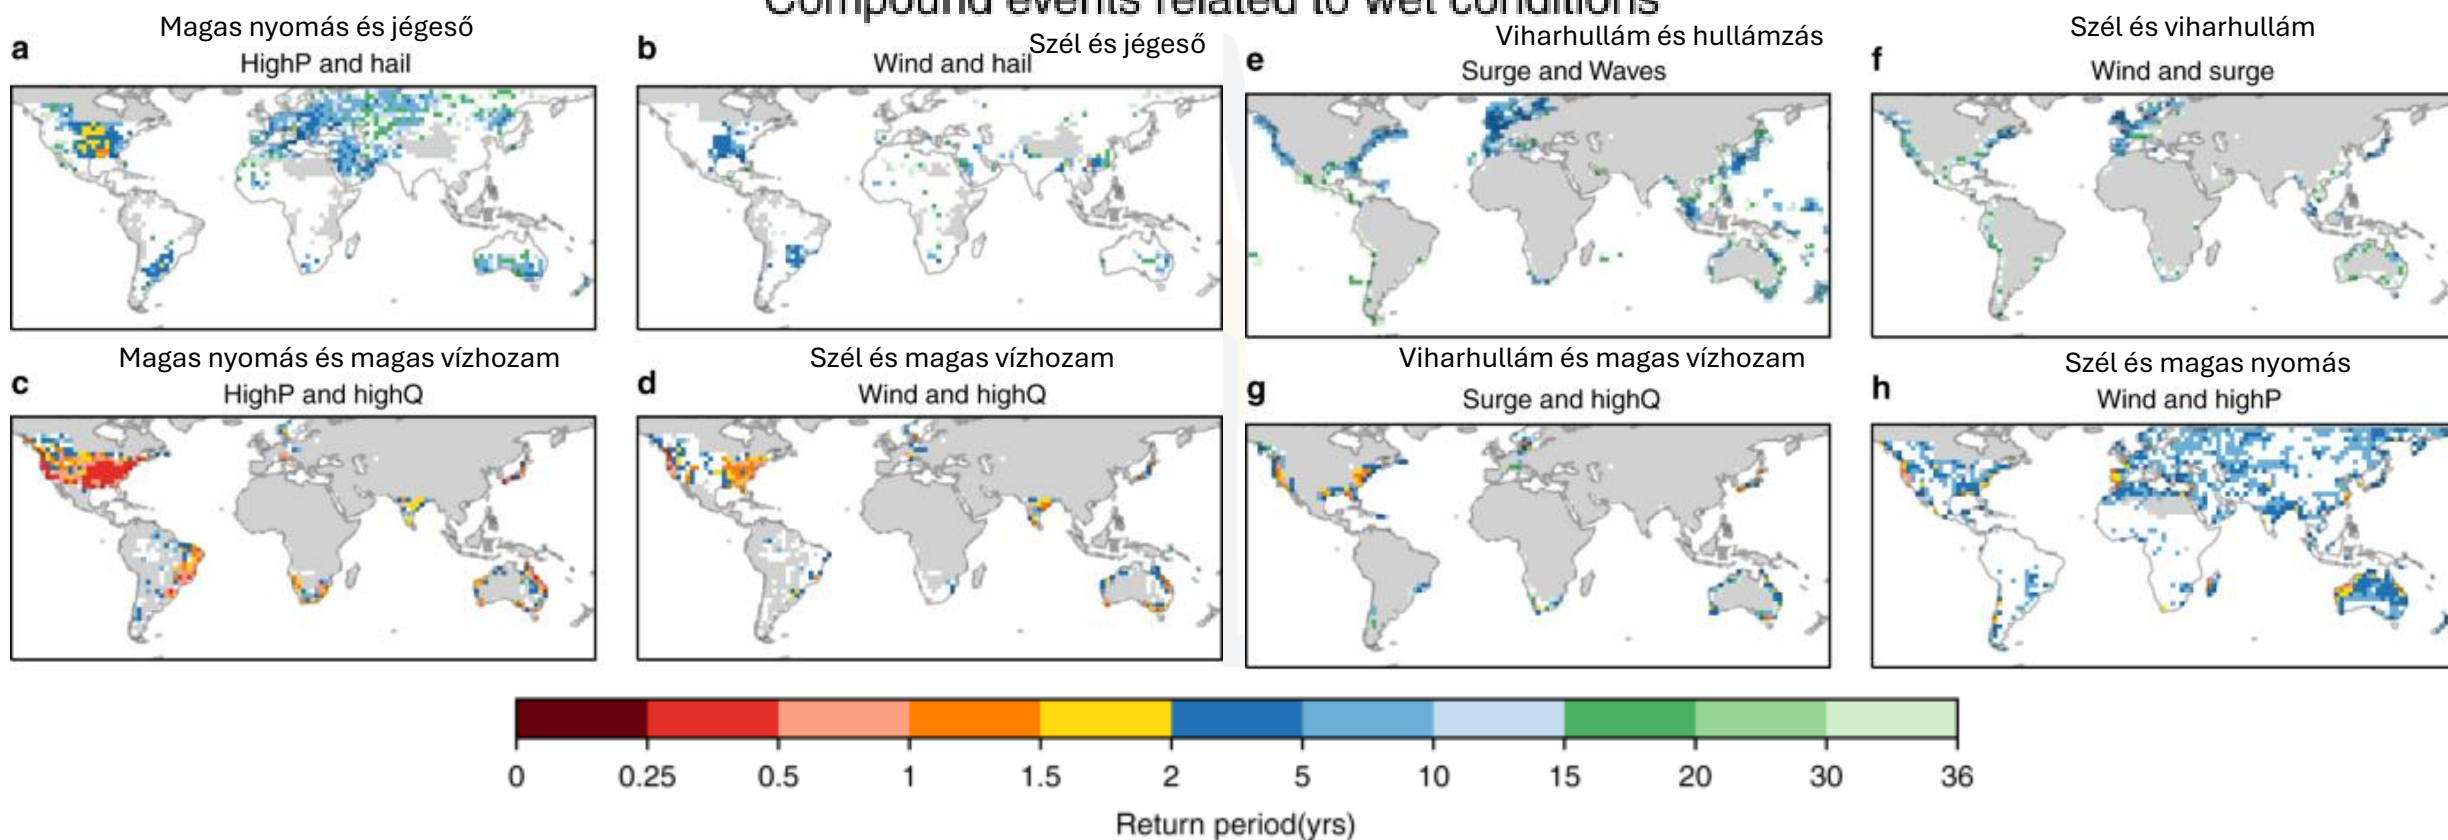 Compound events related to wet conditions
Magas nyomás és jégeső
a
HighP and hail
Szél és jégeső
b
Wind and hail
Viharhullám és hullámzás
e
Surge and Waves
Szél és viharhullám
f
Wind and surge
Magas nyomás és magas vízhozam
c
HighP and highQ
Szél és magas vízhozam
d
Wind and highQ
Viharhullám és magas vízhozam
g
Surge and highQ
Szél és magas nyomás
h
Wind and highP
0 0.25 0.5 1 1.5 2 5 10 15 20 30 36
Return period(yrs)